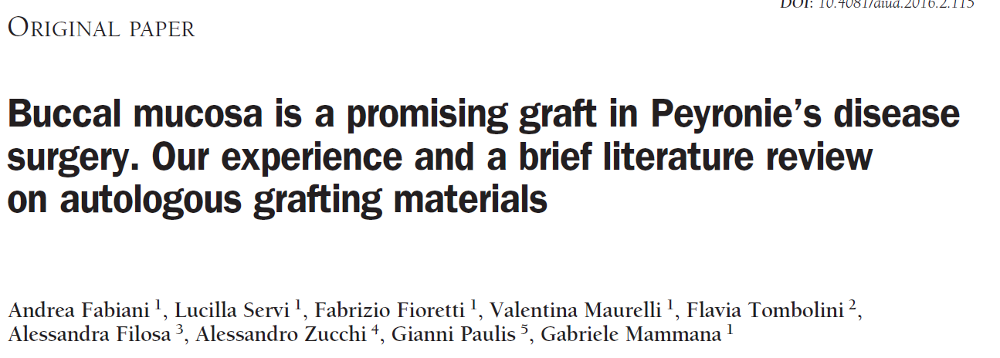 DOI: 10.4081/aiua.2016.2.115
ORIGINAL PAPER
Buccal mucosa is a promising graft in Peyronie’s disease
surgery. Our experience and a brief literature review
on autologous grafting materials
Andrea Fabiani 1, Lucilla Servi 1, Fabrizio Fioretti 1, Valentina Maurelli 1, Flavia Tombolini 2,
Alessandra Filosa 3, Alessandro Zucchi 4, Gianni Paulis 5, Gabriele Mammana 1